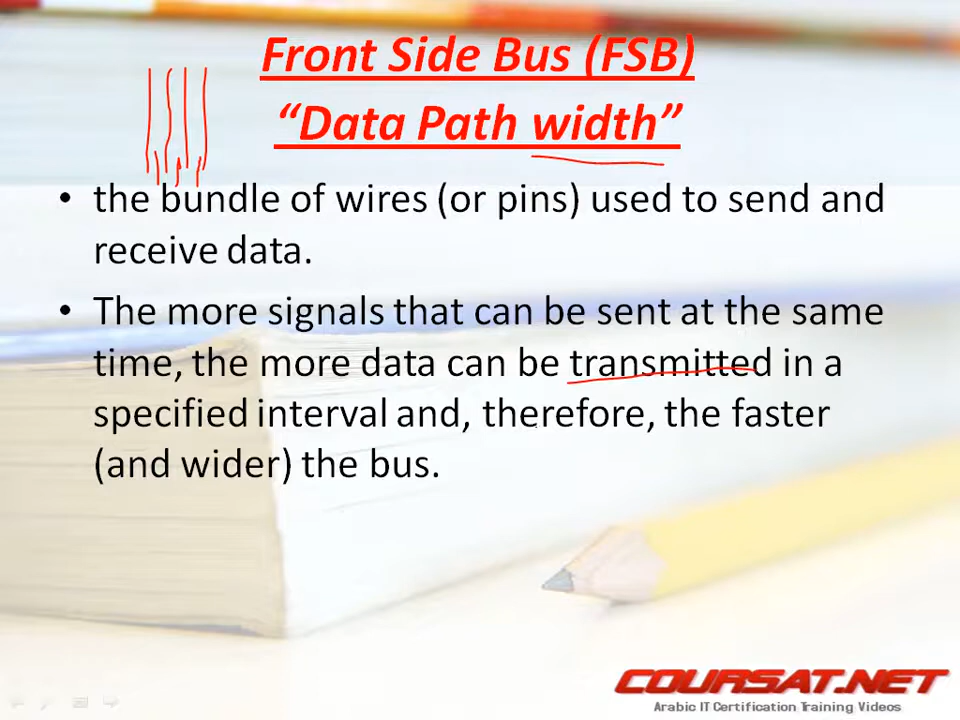 Front Side Bus (FSB)
“Data Path width”
• the bundle of wires (or pins) used to send and
receive data.
• The more signals that can be sent at the same
time, the more data can be transmitted in a
specified interval and, therefore, the faster
(and wider) the bus.
COURSAT.NET
Arabic IT Certification Training Videos